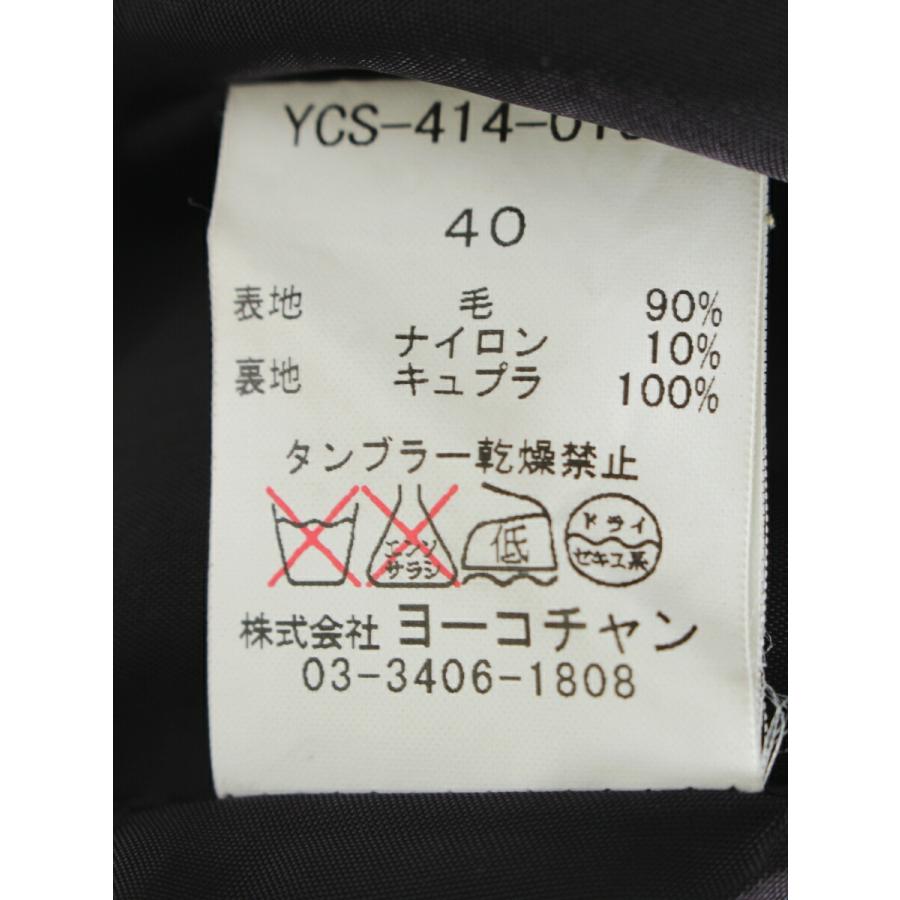 YCS-414-01
40
表地 毛 90%
ナイロン 10%
裏地 キュプラ 100%
タンブラー乾燥禁止
エンソサラシ 低 ドライ セキユ系
株式会社 ヨーコチャン
03-3406-1808